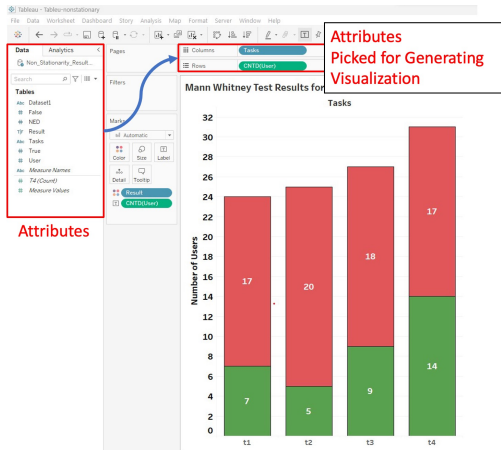 Tableau - Tables-nonstationary
File Data Worksheet Dashboard Story Analysis Map Format Server Window Help
Attributes
Picked for Generating
Visualization
Data Analytics
Non_Stationarity_Result...
Search
Tables
Abc Dataset1
# False
# NED
T|F Result
Abc Tasks
# True
# User
Abc Measure Names
# T4 (Count)
# Measure Values
Attributes
Pages
Filters
Marks
Automatic
Color Size Label
Detail Tooltip
Result
CNTD(User)
Columns Tasks
Rows CNTD(User)
Mann Whitney Test Results for
Tasks
Number of Users
32
30
28
26
24
22
20
18
16
14
12
10
8
6
4
2
0
17
20
18
17
7
5
9
14
t1 t2 t3 t4